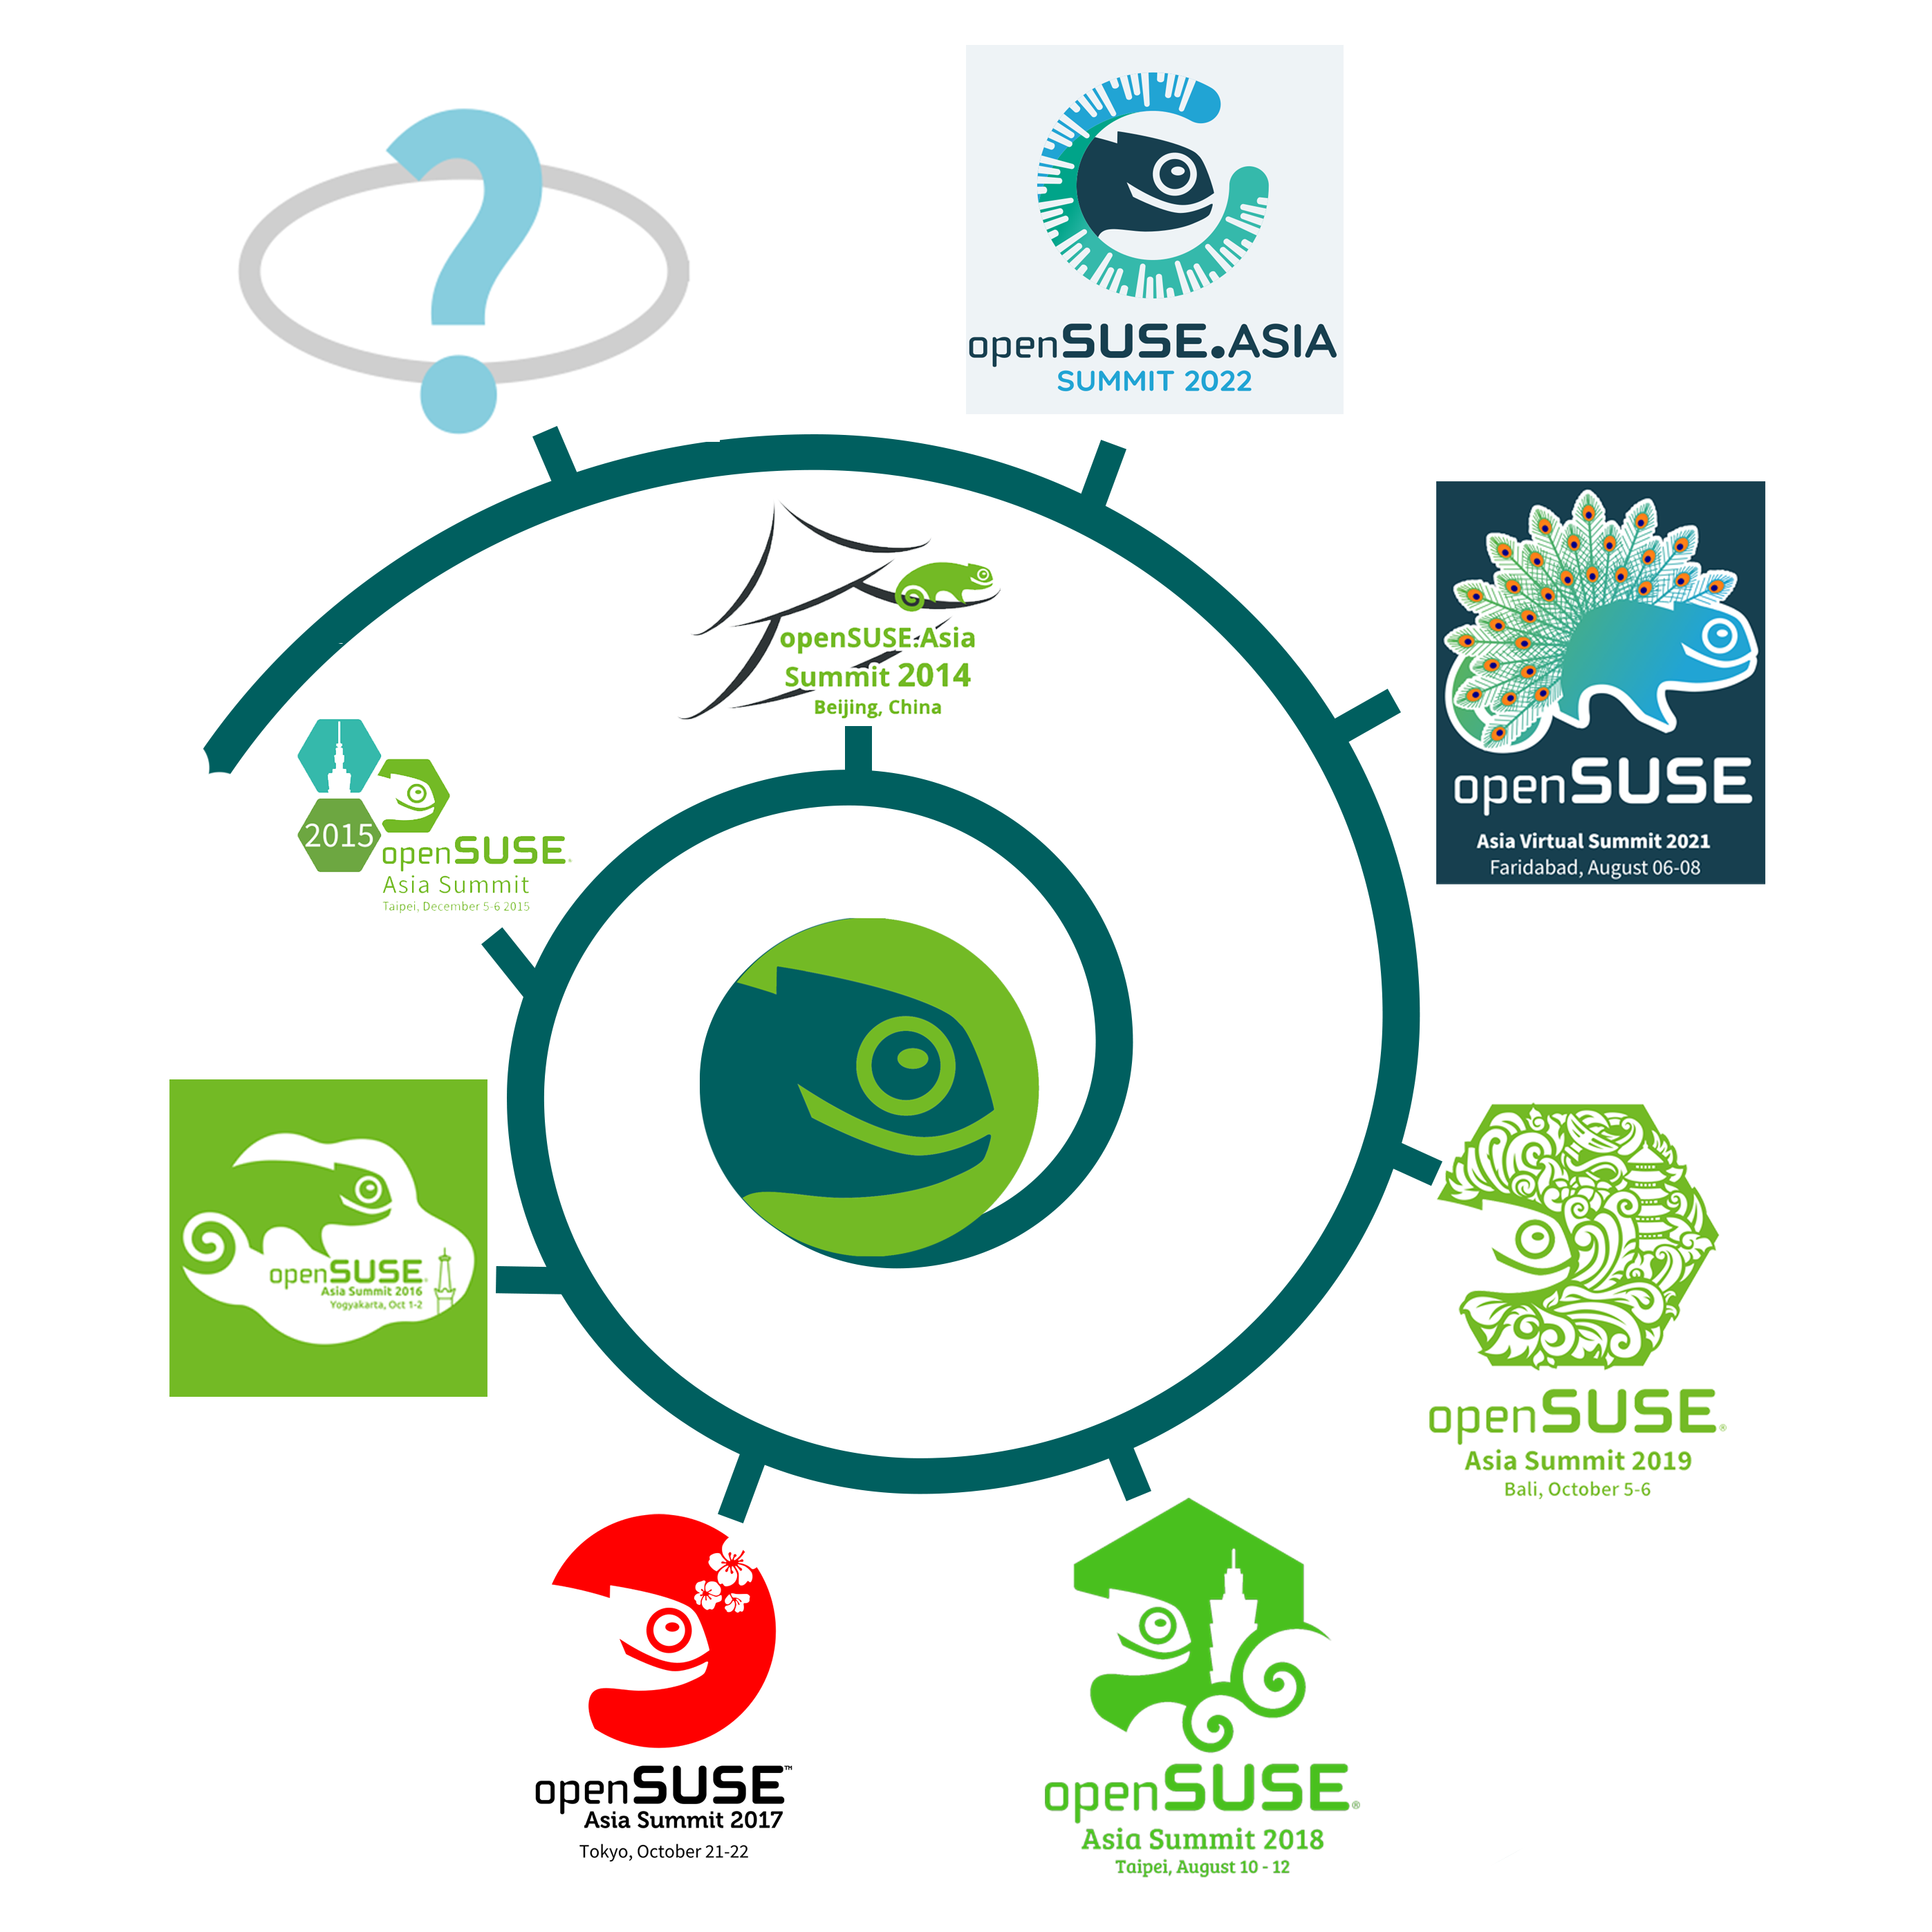 ?
openSUSE.ASIA
SUMMIT 2022
openSUSE.Asia
Summit 2014
Beijing, China
2015
openSUSE
Asia Summit
Taipei, December 5-6 2015
openSUSE
Asia Virtual Summit 2021
Faridabad, August 06-08
openSUSE®
Asia Summit 2016
Yogyakarta, Oct 1-2
openSUSE®
Asia Summit 2019
Bali, October 5-6
openSUSE™
Asia Summit 2017
Tokyo, October 21-22
openSUSE®
Asia Summit 2018
Taipei, August 10 - 12